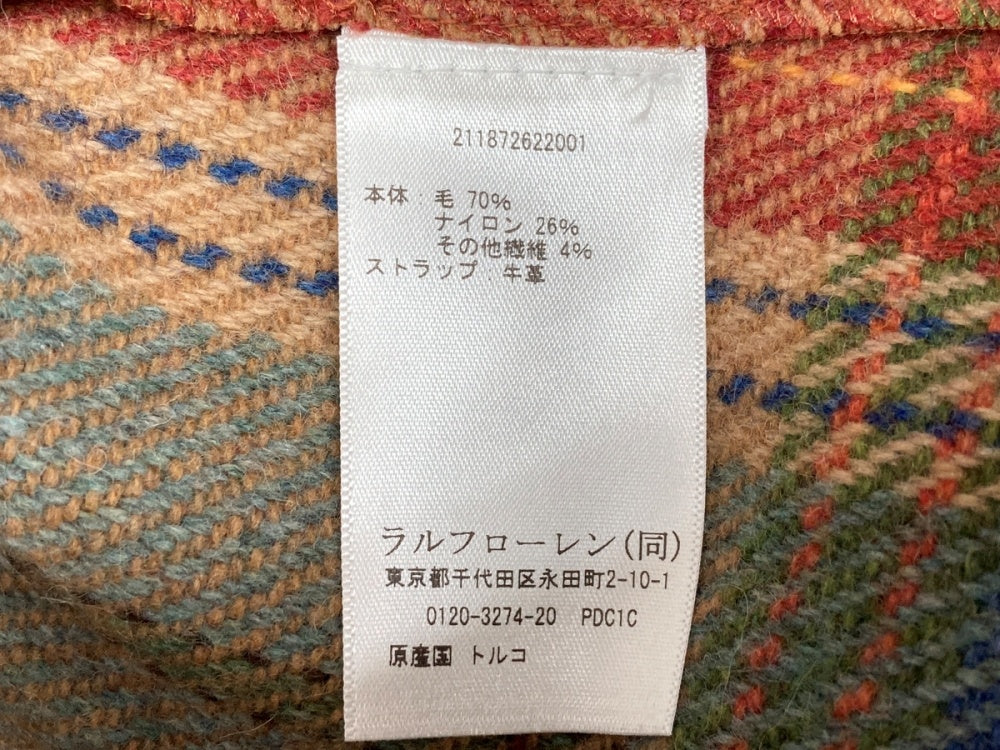 211872622001
本体：毛 70%
ナイロン 26%
その他繊維 4%
ストラップ：牛革
ラルフローレン(同)
東京都千代田区永田町2-10-1
0120-3274-20 PDC1C
原産国 トルコ